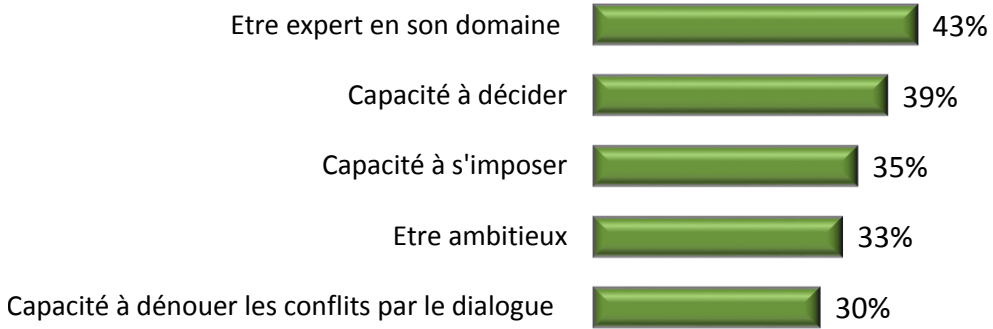 Etre expert en son domaine 43%
Capacité à décider 39%
Capacité à s'imposer 35%
Etre ambitieux 33%
Capacité à dénouer les conflits par le dialogue 30%